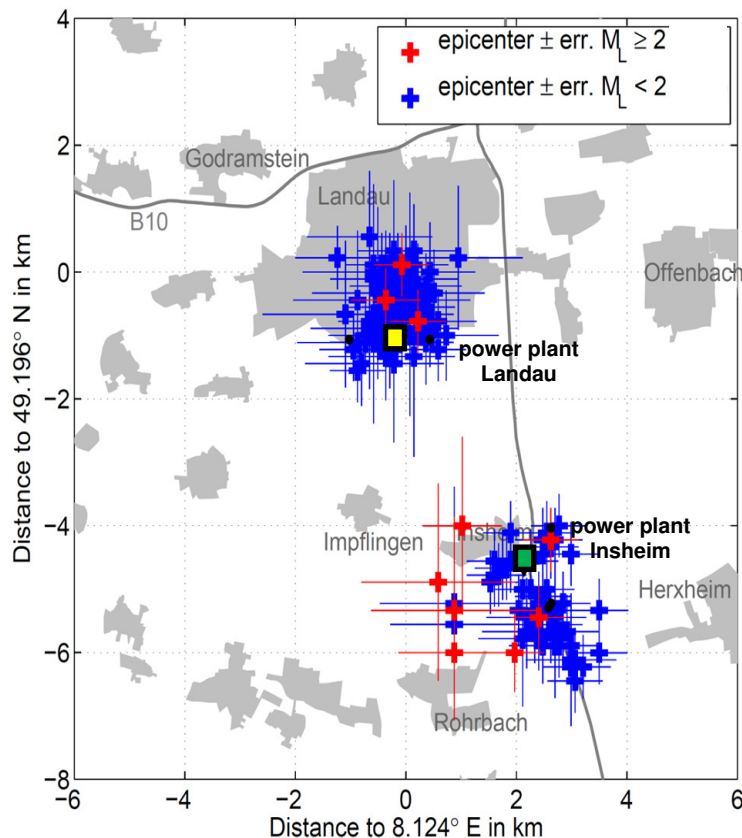 4
2
0
−2
−4
−6
−8
Distance to 49.196° N in km
epicenter ± err. M_L ≥ 2
epicenter ± err. M_L < 2
Godramstein
B10
Landau
Offenbach
power plant
Landau
Impflingen
Insheim
power plant
Insheim
Herxheim
Rohrbach
−6
−4
−2
0
2
4
6
Distance to 8.124° E in km